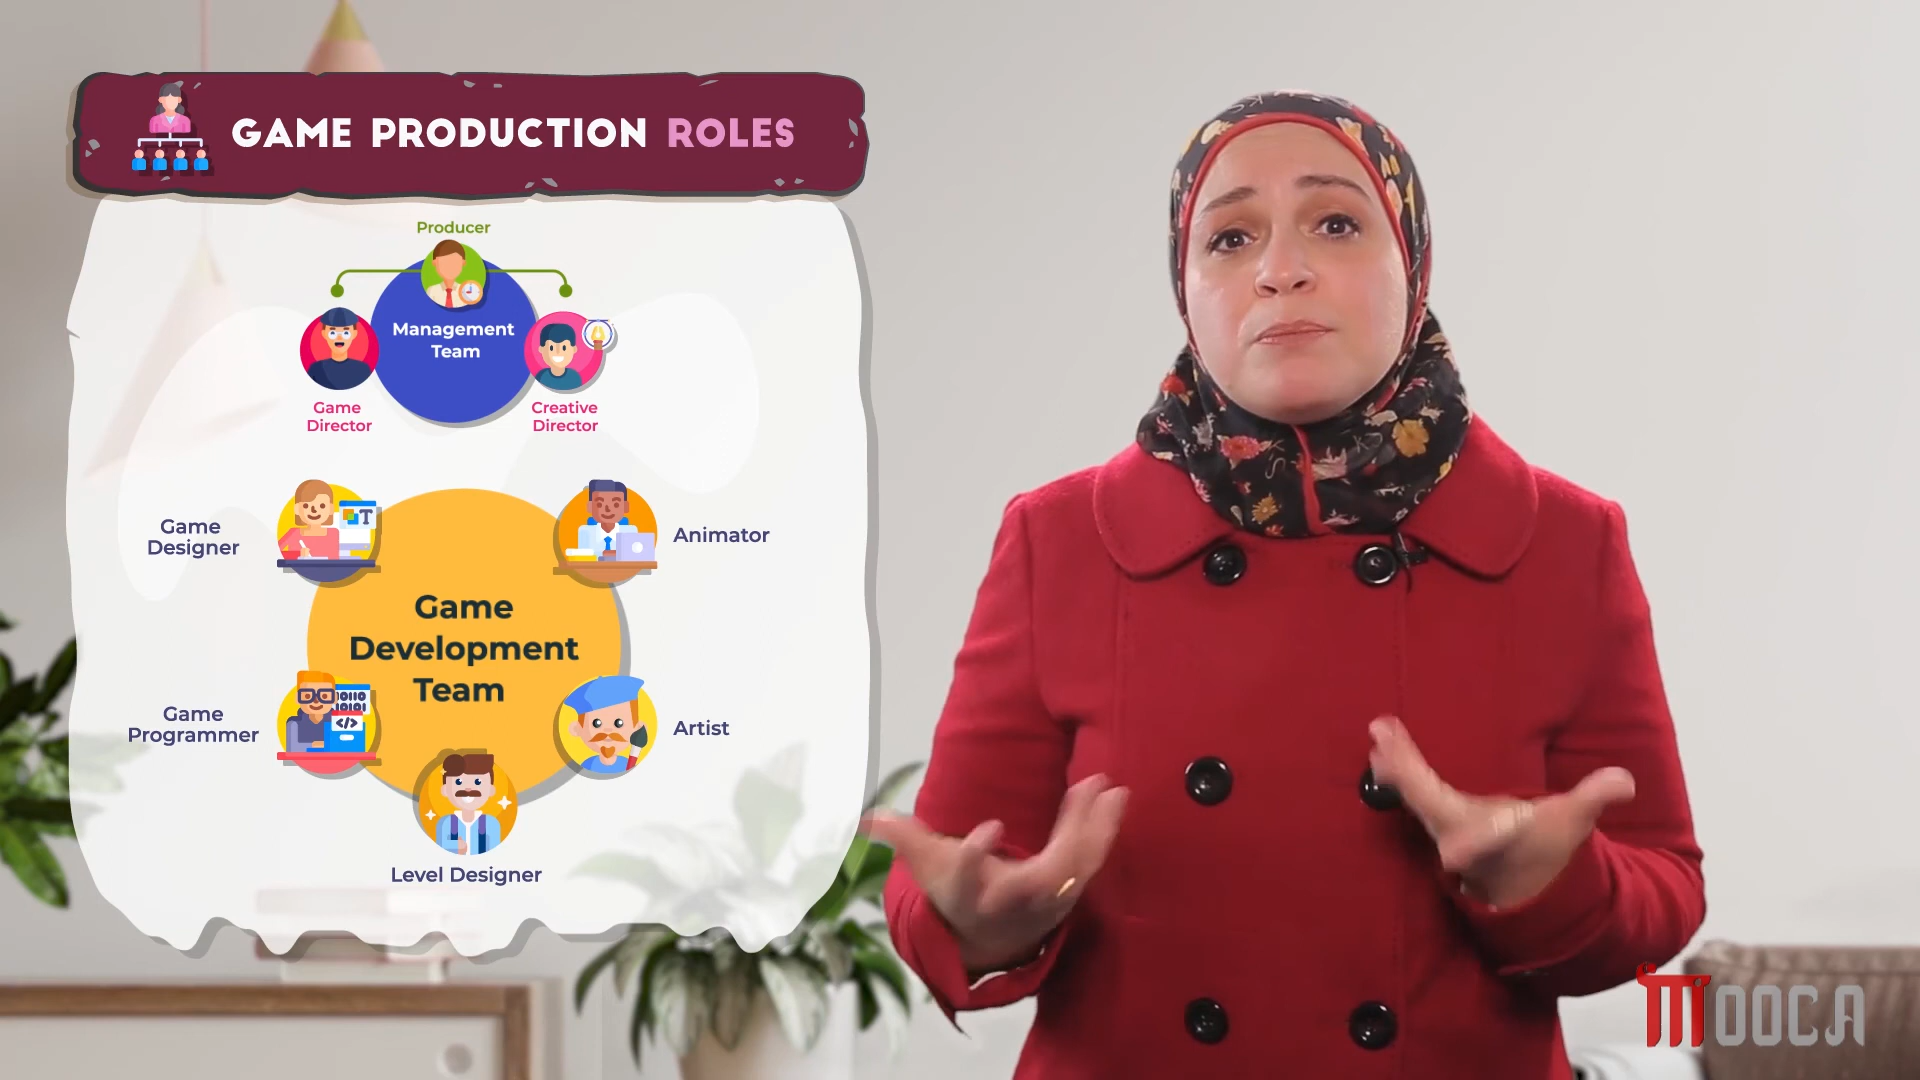 GAME PRODUCTION ROLES
Producer
Management
Team
Game
Director
Creative
Director
Game
Designer
Animator
Game
Development
Team
Game
Programmer
Artist
Level Designer
MOOCA